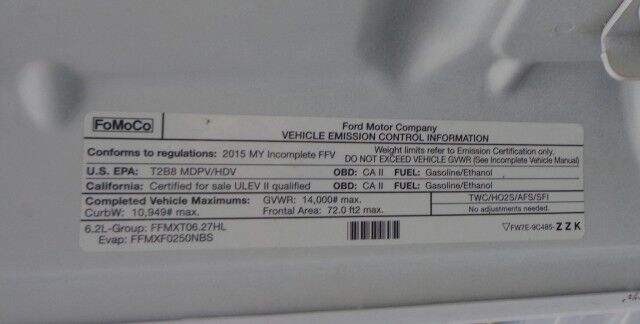 FoMoCo
Ford Motor Company
VEHICLE EMISSION CONTROL INFORMATION
Conforms to regulations: 2015 MY Incomplete FFV
Weight limits refer to Emission Certification only.
DO NOT EXCEED VEHICLE GVWR (See Incomplete Vehicle Manual)
U.S. EPA: T2B8 MDPV/HDV OBD: CA II FUEL: Gasoline/Ethanol
California: Certified for sale ULEV II qualified OBD: CA II FUEL: Gasoline/Ethanol
Completed Vehicle Maximums: GVWR: 14,000# max.
CurbW: 10,949# max. Frontal Area: 72.0 ft2 max.
TWC/HO2S/AFS/SFI
No adjustments needed.
6.2L-Group: FFMXT06.27HL
Evap: FFMXF0250NBS
▽FW7E-9C485-ZZK